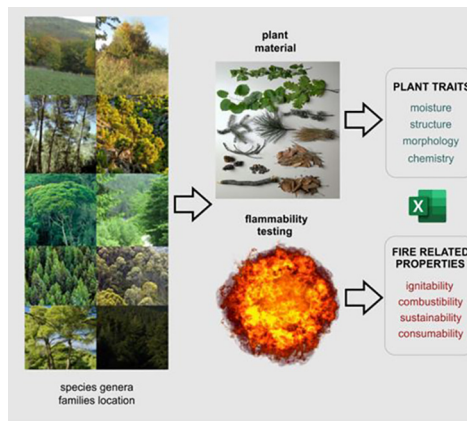 plant
material
PLANT TRAITS
moisture
structure
morphology
chemistry
X
flammability
testing
FIRE RELATED
PROPERTIES
ignitability
combustibility
sustainability
consumability
species genera
families location